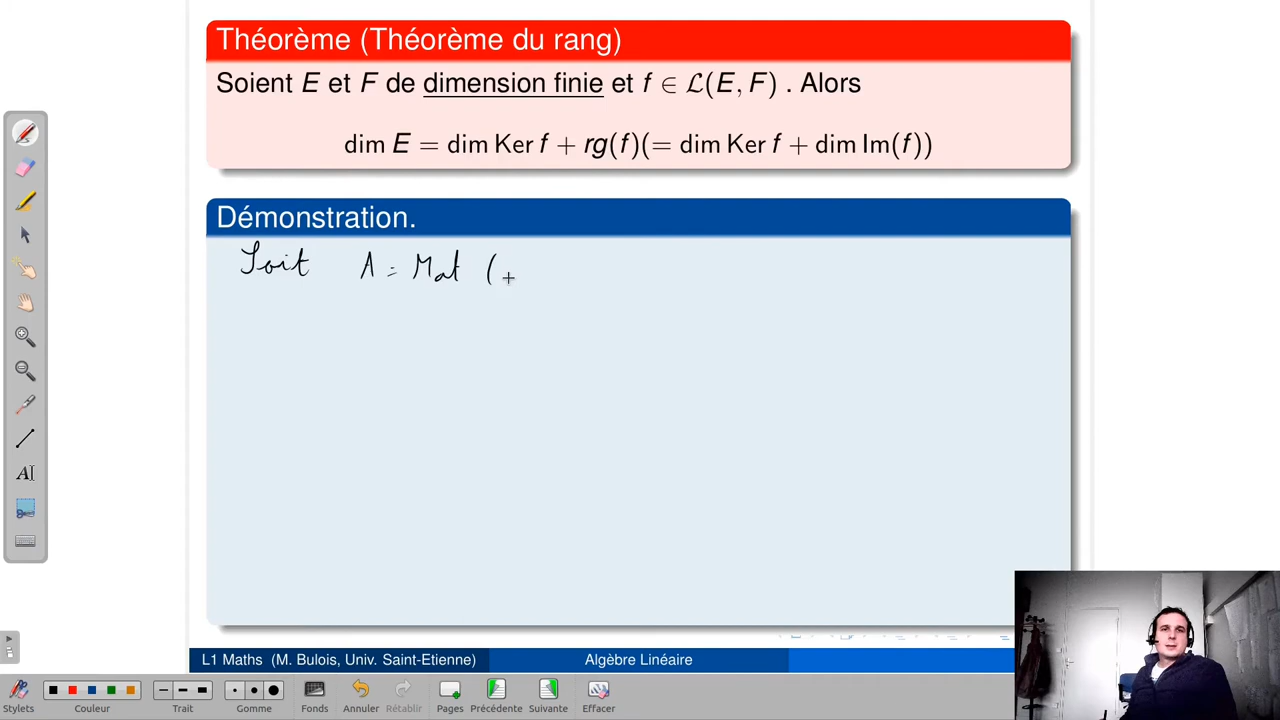 Théorème (Théorème du rang)
Soient E et F de dimension finie et f ∈ ℒ(E, F) . Alors
dim E = dim Ker f + rg(f)(= dim Ker f + dim Im(f))
Démonstration.
Soit A = Mat (
AI
L1 Maths (M. Bulois, Univ. Saint-Etienne)
Algèbre Linéaire
Stylets
Couleur
Trait
Gomme
Fonds
Annuler
Rétablir
Pages
Précédente
Suivante
Effacer